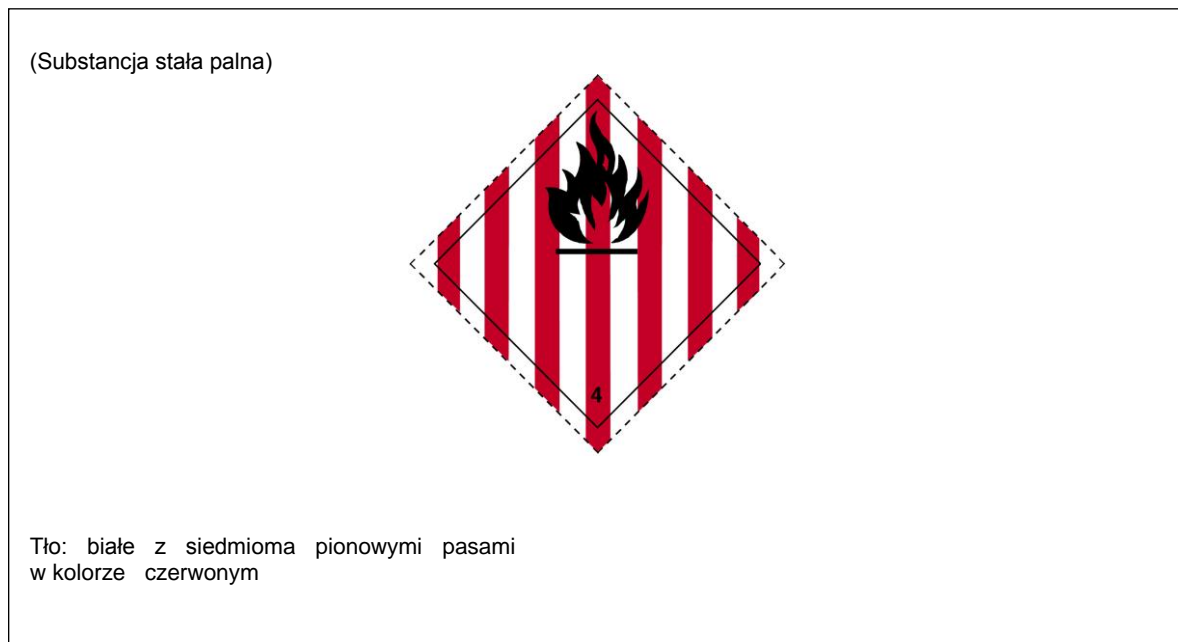 (Substancja stała palna)
4
Tło: białe z siedmioma pionowymi pasami
w kolorze czerwonym